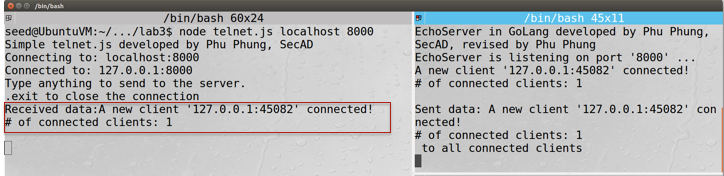 /bin/bash
/bin/bash 60x24
seed@UbuntuVM:~/.../lab3$ node telnet.js localhost 8000
Simple telnet.js developed by Phu Phung, SecAD
Connecting to: localhost:8000
Connected to: 127.0.0.1:8000
Type anything to send to the server.
.exit to close the connection
Received data:A new client '127.0.0.1:45082' connected!
# of connected clients: 1
/bin/bash 45x11
EchoServer in GoLang developed by Phu Phung,
SecAD, revised by Phu Phung
EchoServer is listening on port '8000' ...
A new client '127.0.0.1:45082' connected!
# of connected clients: 1
Sent data: A new client '127.0.0.1:45082' con
nected!
# of connected clients: 1
to all connected clients